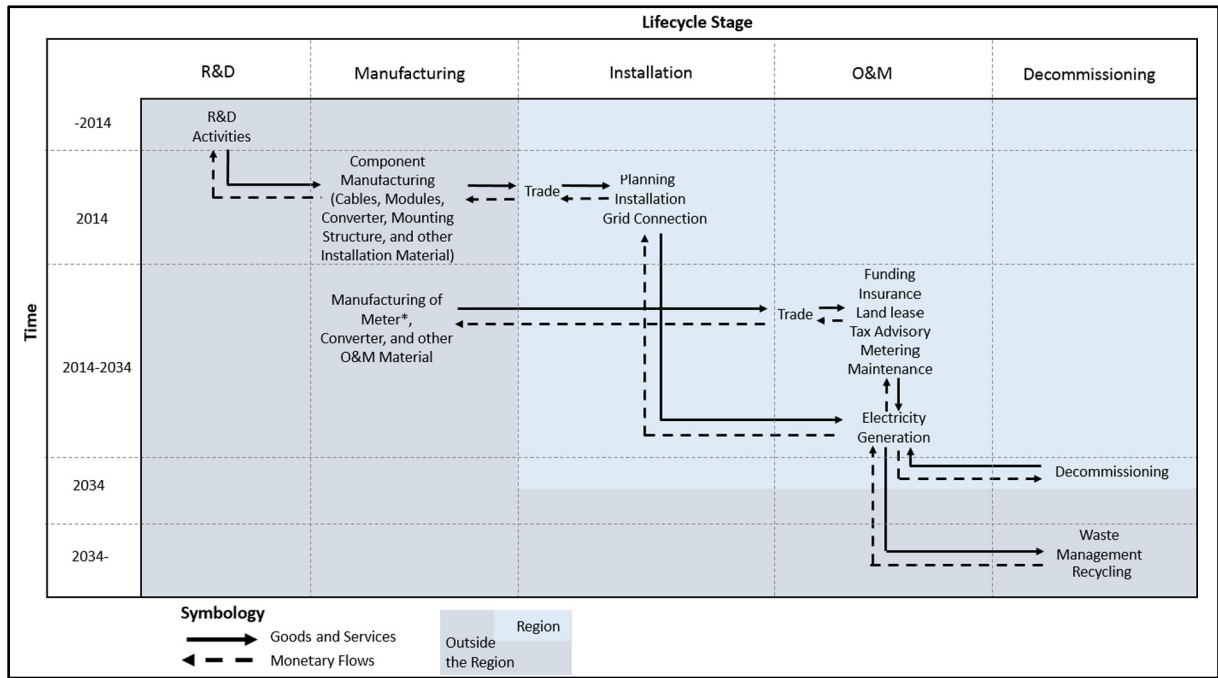 Lifecycle Stage
R&D
Manufacturing
Installation
O&M
Decommissioning
Time
-2014
R&D
Activities
2014
Component
Manufacturing
(Cables, Modules,
Converter, Mounting
Structure, and other
Installation Material)
Trade
Planning
Installation
Grid Connection
2014-2034
Manufacturing of
Meter*,
Converter, and other
O&M Material
Trade
Funding
Insurance
Land lease
Tax Advisory
Metering
Maintenance
Electricity
Generation
2034
Decommissioning
2034-
Waste
Management
Recycling
Symbology
Goods and Services
Monetary Flows
Region
Outside
the Region